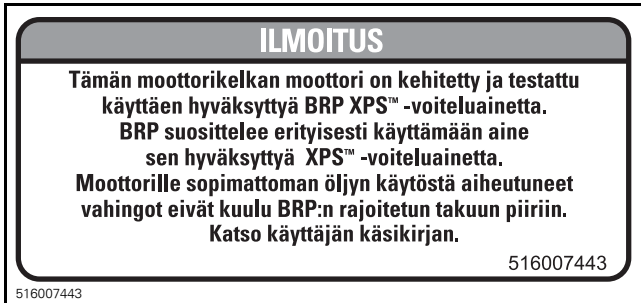 ILMOITUS
Tämän moottorikelkan moottori on kehitetty ja testattu
käyttäen hyväksyttyä BRP XPS™ -voiteluainetta.
BRP suosittelee erityisesti käyttämään aine
sen hyväksyttyä XPS™ -voiteluainetta.
Moottorille sopimattoman öljyn käytöstä aiheutuneet
vahingot eivät kuulu BRP:n rajoitetun takuun piiriin.
Katso käyttäjän käsikirjan.
516007443
516007443